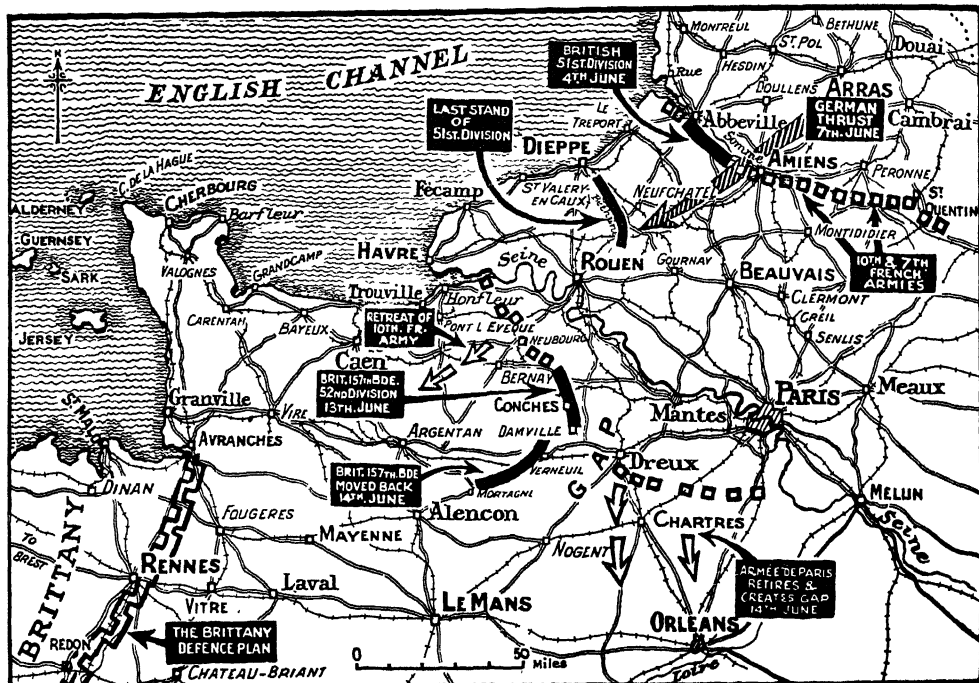 N
ENGLISH CHANNEL
MONTREUIL
BETHUNE
ST. POL
Douai
HESDIN
BRITISH
51ST. DIVISION
4TH JUNE
Rue
DOULLENS
ARRAS
GERMAN
THRUST
7TH. JUNE
Cambrai
LAST STAND
OF
51ST. DIVISION
LE
TREPORT
Abbeville
Somme
DIEPPE
AMIENS
PERONNE
C. DE LA HAGUE
CHERBOURG
Barfleur
Fécamp
ST VALERY-
EN CAUX
NEUFCHATEL
ST.
QUENTIN
ALDERNEY
MONTDIDIER
GUERNSEY
SARK
VALOGNES
GRANDCAMP
HAVRE
Seine
ROUEN
GOURNAY
BEAUVAIS
10TH & 7TH
FRENCH
ARMIES
CLERMONT
JERSEY
CARENTAN
BAYEUX
Trouville
Honfleur
CREIL
RETREAT OF
10TH. FR.
ARMY
PONT L EVEQUE
NEUBOURG
SENLIS
Caen
BERNAY
BRIT. 157TH BDE.
52ND DIVISION
13TH. JUNE
CONCHES
Mantes
PARIS
Meaux
Granville
VIRE
St MALO
AVRANCHES
ARGENTAN
DAMVILLE
VERNEUIL
GAP
Dreux
BRIT. 157TH. BDE
MOVED BACK
14TH. JUNE
MORTAGNE
DINAN
FOUGERES
Alencon
MELUN
Seine
MAYENNE
NOGENT
CHARTRES
TO
BREST
BRITTANY
RENNES
VITRE
Laval
LE MANS
ARMÉE DE PARIS
RETIRES &
CREATES GAP
14TH JUNE
ORLEANS
REDON
THE BRITTANY
DEFENCE PLAN
CHATEAU-BRIANT
0 50
Miles
Loire